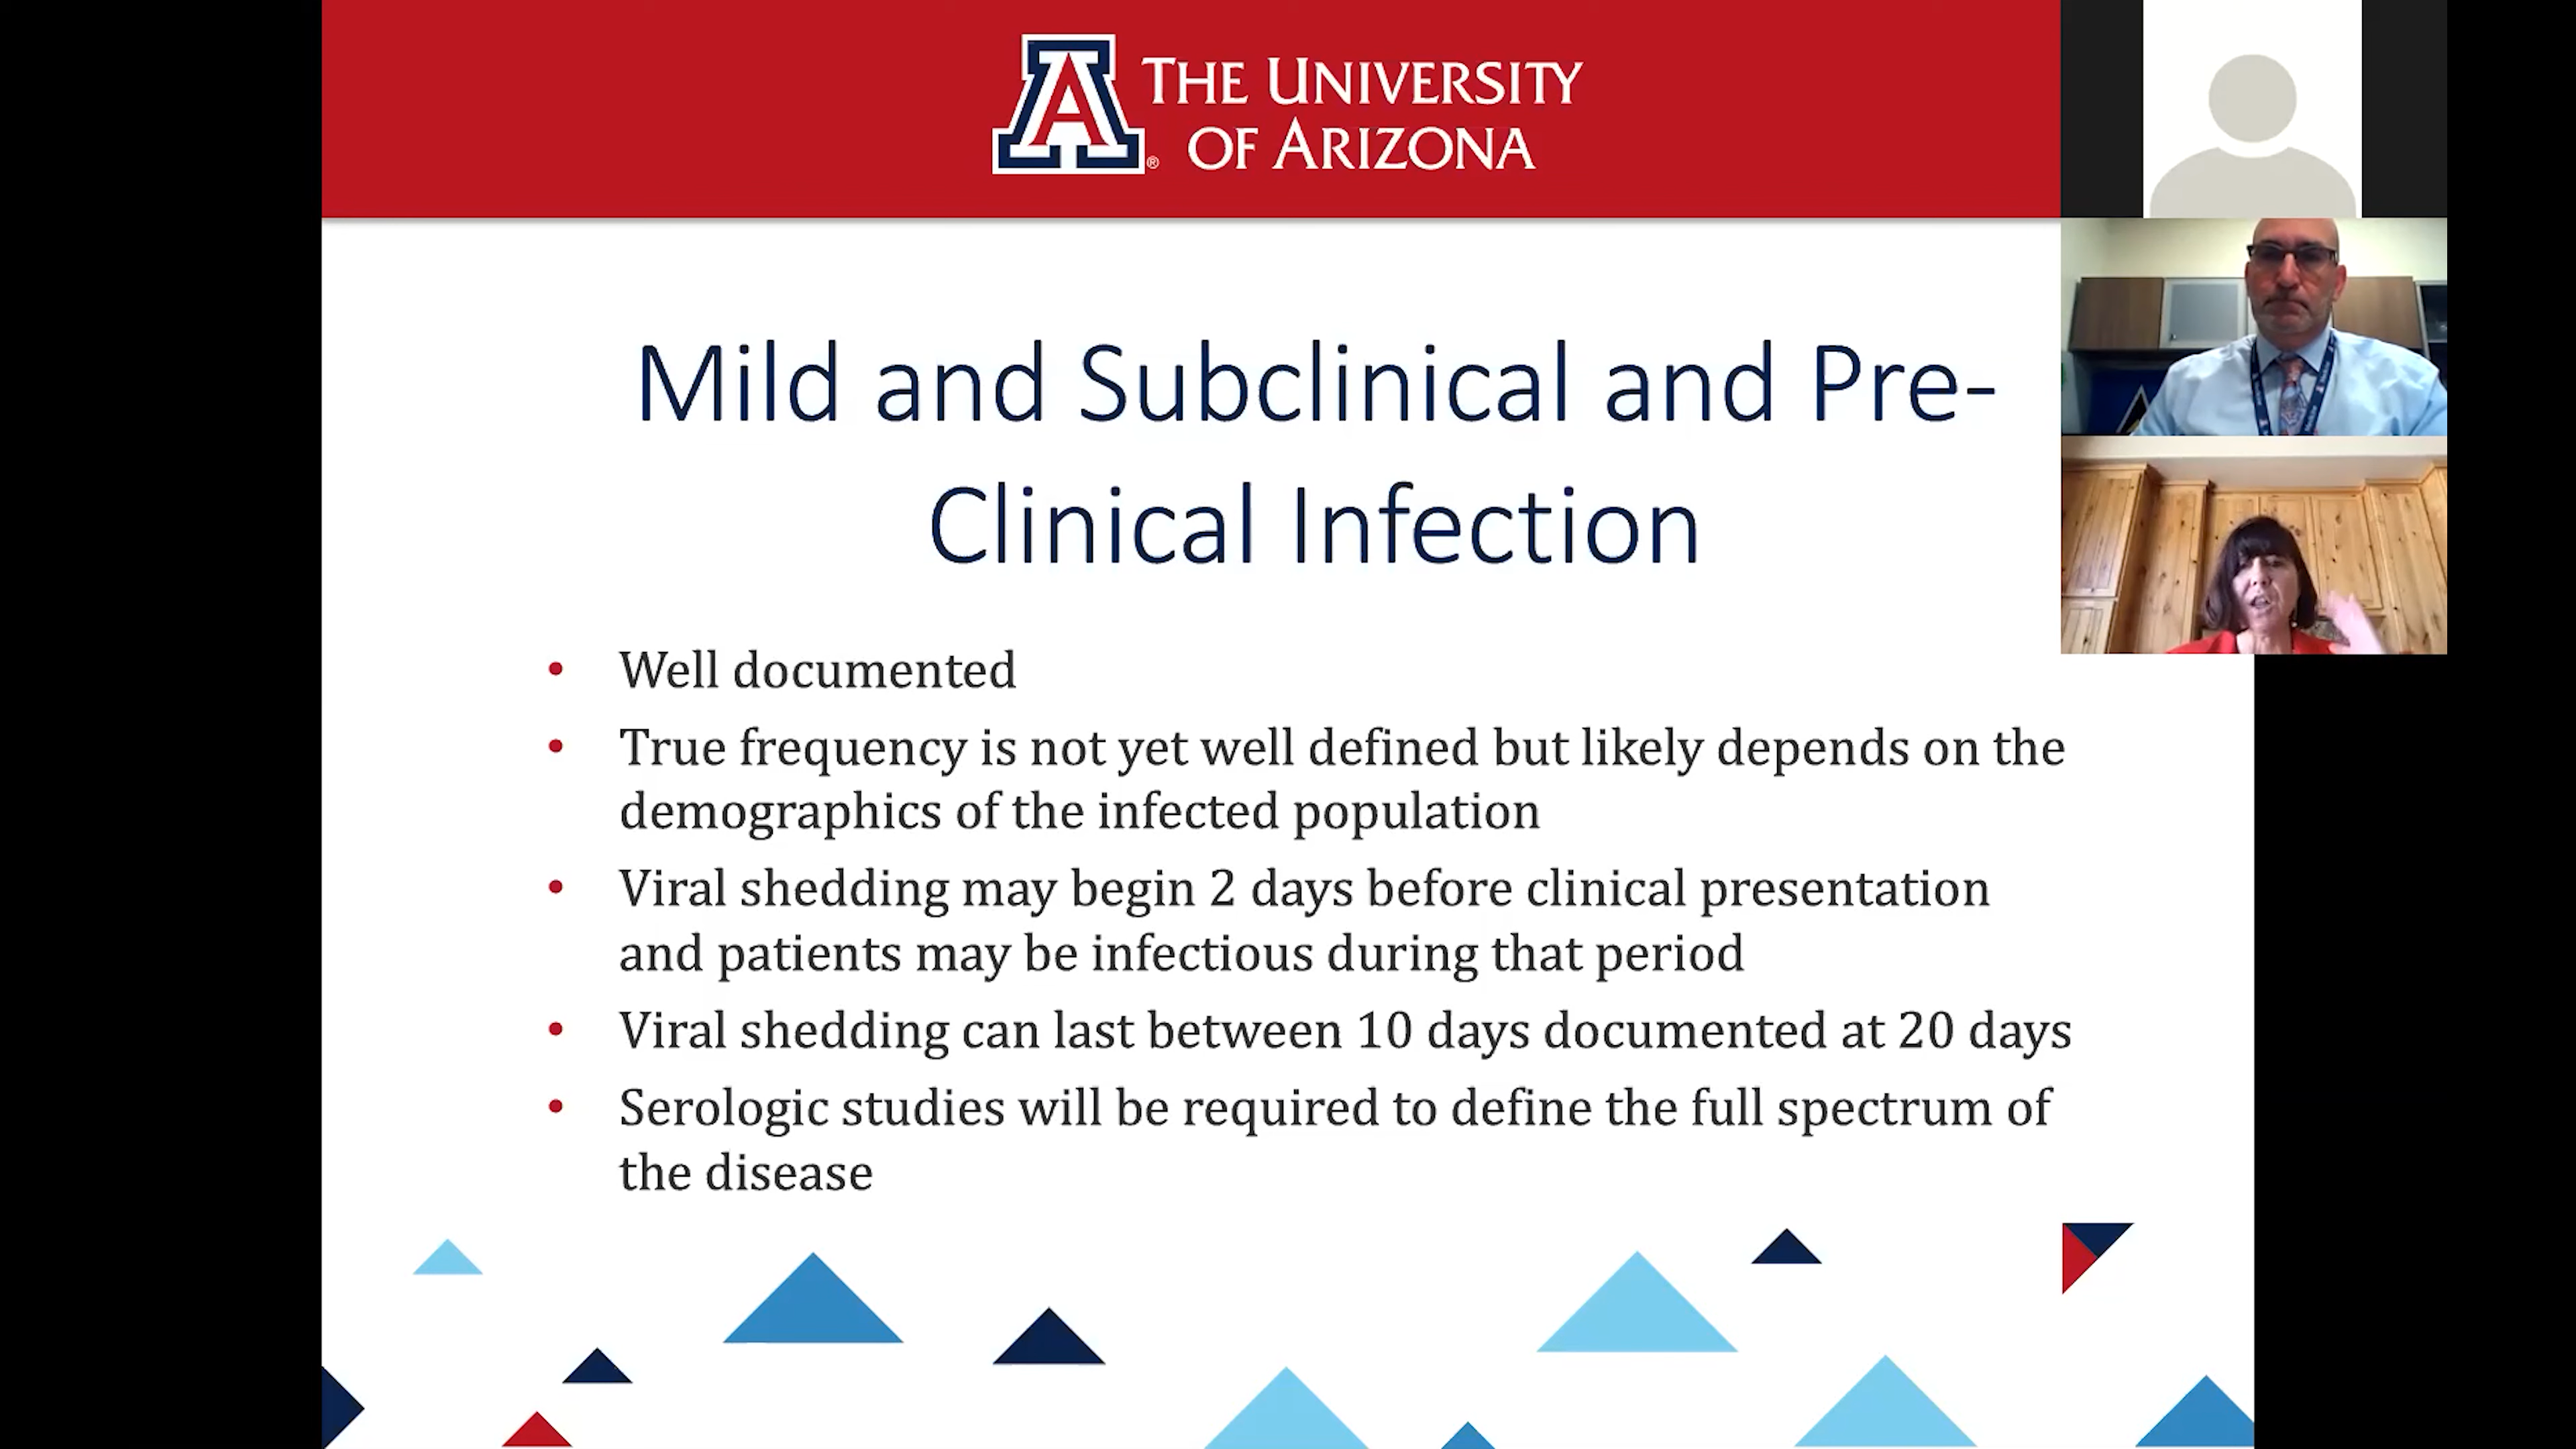 THE UNIVERSITY
OF ARIZONA
A
®
Mild and Subclinical and Pre-
Clinical Infection
• Well documented
• True frequency is not yet well defined but likely depends on the
demographics of the infected population
• Viral shedding may begin 2 days before clinical presentation
and patients may be infectious during that period
• Viral shedding can last between 10 days documented at 20 days
• Serologic studies will be required to define the full spectrum of
the disease